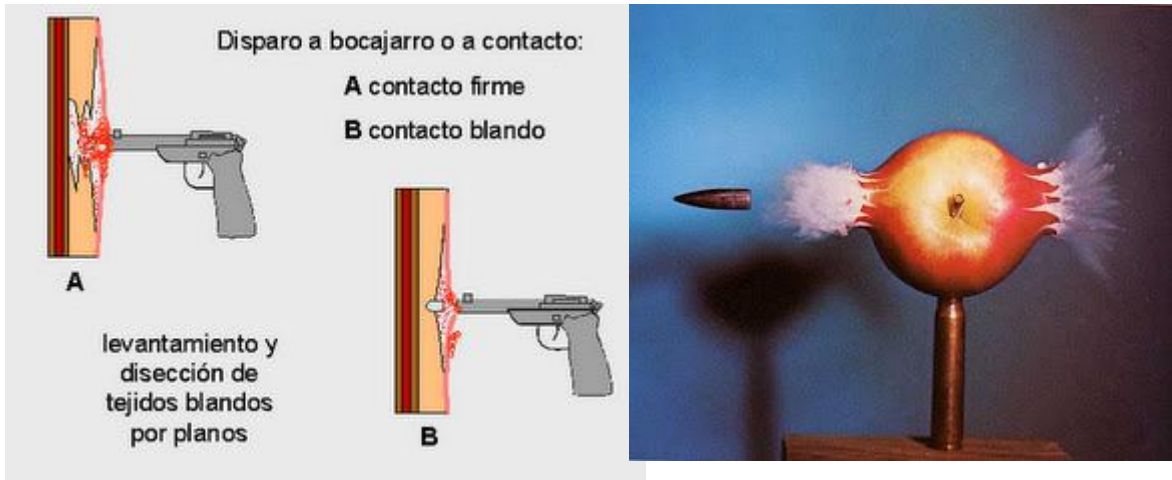 Disparo a bocajarro o a contacto:
A contacto firme
B contacto blando
A
levantamiento y
disección de
tejidos blandos
por planos
B